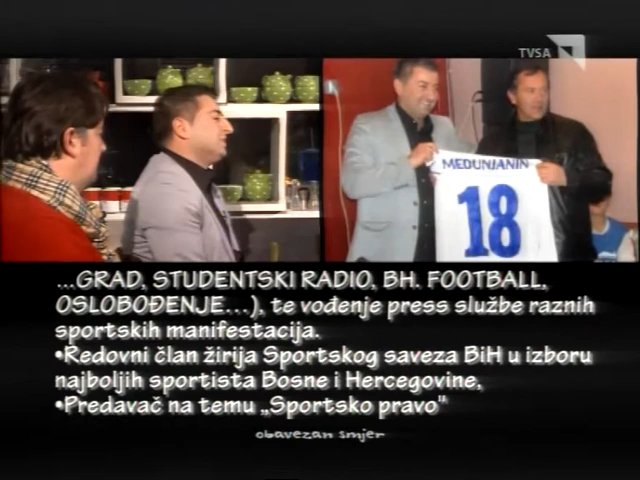 TVSA
MEDUNJANIN
18
...GRAD, STUDENTSKI RADIO, BH. FOOTBALL,
OSLOBOĐENJE...), te vođenje press službe raznih
sportskih manifestacija.
•Redovni član žirija Sportskog saveza BiH u izboru
najboljih sportista Bosne i Hercegovine,
•Predavač na temu „Sportsko pravo"
obavezan smjer